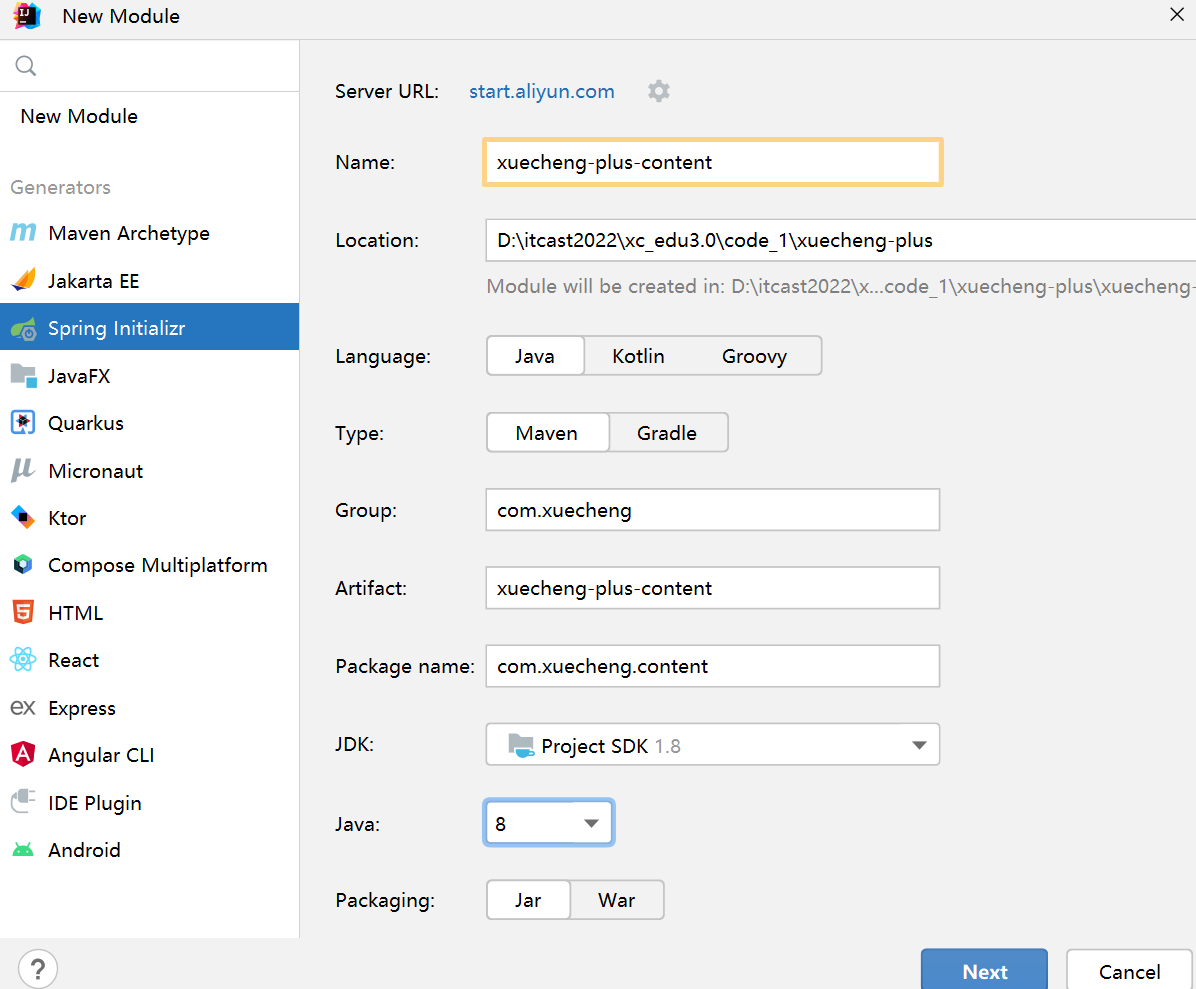 New Module
New Module
Generators
Maven Archetype
Jakarta EE
Spring Initializr
JavaFX
Quarkus
Micronaut
Ktor
Compose Multiplatform
HTML
React
ex Express
Angular CLI
IDE Plugin
Android
?
Server URL: start.aliyun.com
Name: xuecheng-plus-content
Location: D:\itcast2022\xc_edu3.0\code_1\xuecheng-plus
Module will be created in: D:\itcast2022\x...code_1\xuecheng-plus\xuecheng-
Language: Java Kotlin Groovy
Type: Maven Gradle
Group: com.xuecheng
Artifact: xuecheng-plus-content
Package name: com.xuecheng.content
JDK: Project SDK 1.8
Java: 8
Packaging: Jar War
Next Cancel